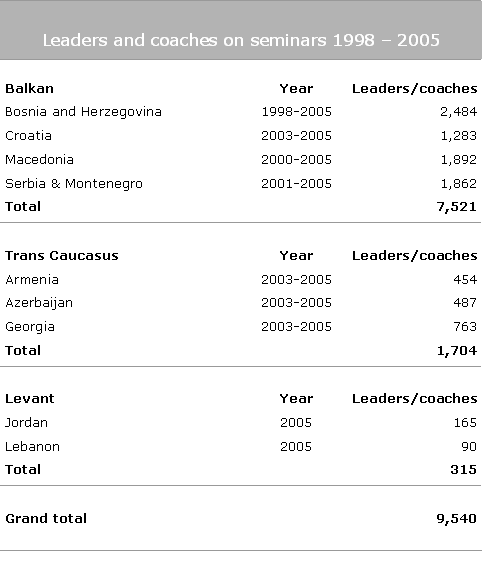 Leaders and coaches on seminars 1998 – 2005
Balkan Year Leaders/coaches
Bosnia and Herzegovina 1998-2005 2,484
Croatia 2003-2005 1,283
Macedonia 2000-2005 1,892
Serbia & Montenegro 2001-2005 1,862
Total 7,521
Trans Caucasus Year Leaders/coaches
Armenia 2003-2005 454
Azerbaijan 2003-2005 487
Georgia 2003-2005 763
Total 1,704
Levant Year Leaders/coaches
Jordan 2005 165
Lebanon 2005 90
Total 315
Grand total 9,540